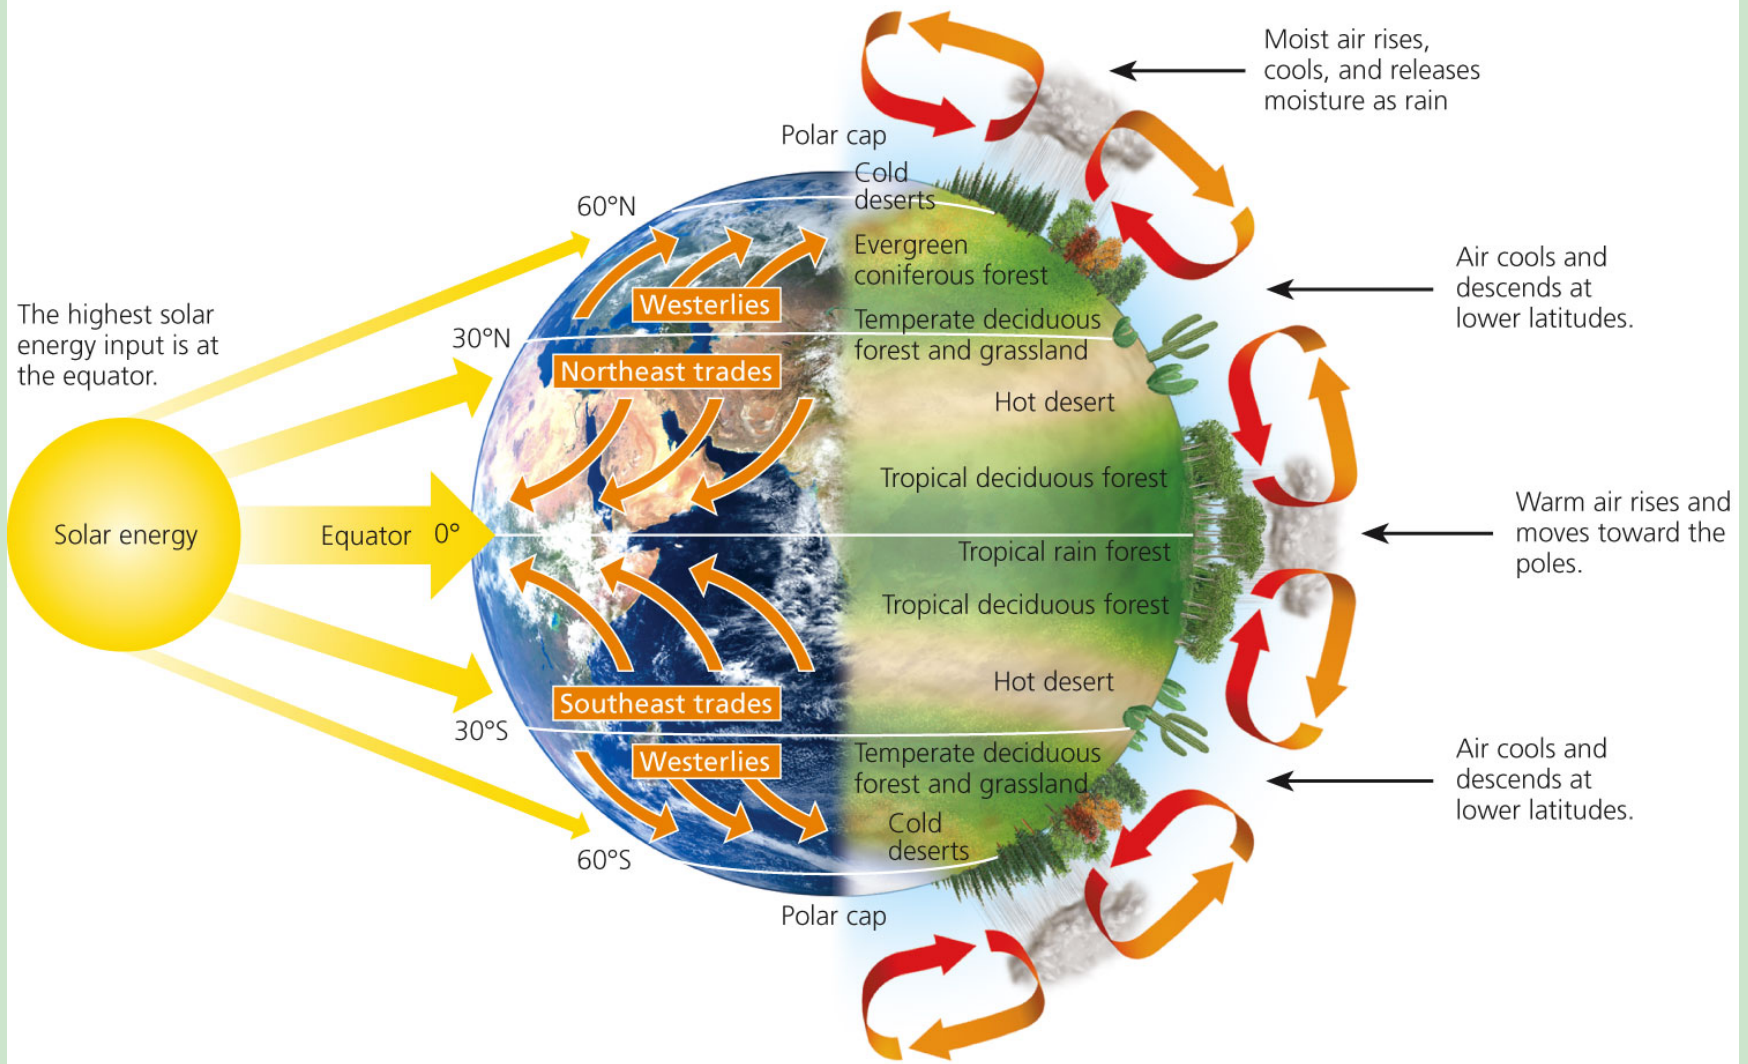 Moist air rises,
cools, and releases
moisture as rain
Polar cap
Cold
deserts
60°N
Evergreen
coniferous forest
Air cools and
descends at
lower latitudes.
Westerlies
The highest solar
energy input is at
the equator.
30°N
Temperate deciduous
forest and grassland
Northeast trades
Hot desert
Tropical deciduous forest
Solar energy
Equator 0°
Warm air rises and
moves toward the
poles.
Tropical rain forest
Tropical deciduous forest
Hot desert
Southeast trades
30°S
Westerlies
Temperate deciduous
forest and grassland
Air cools and
descends at
lower latitudes.
Cold
deserts
60°S
Polar cap